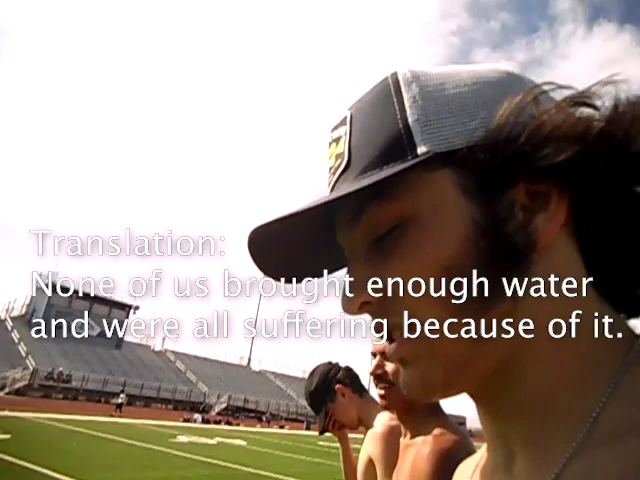 Translation:
None of us brought enough water
and were all suffering because of it.